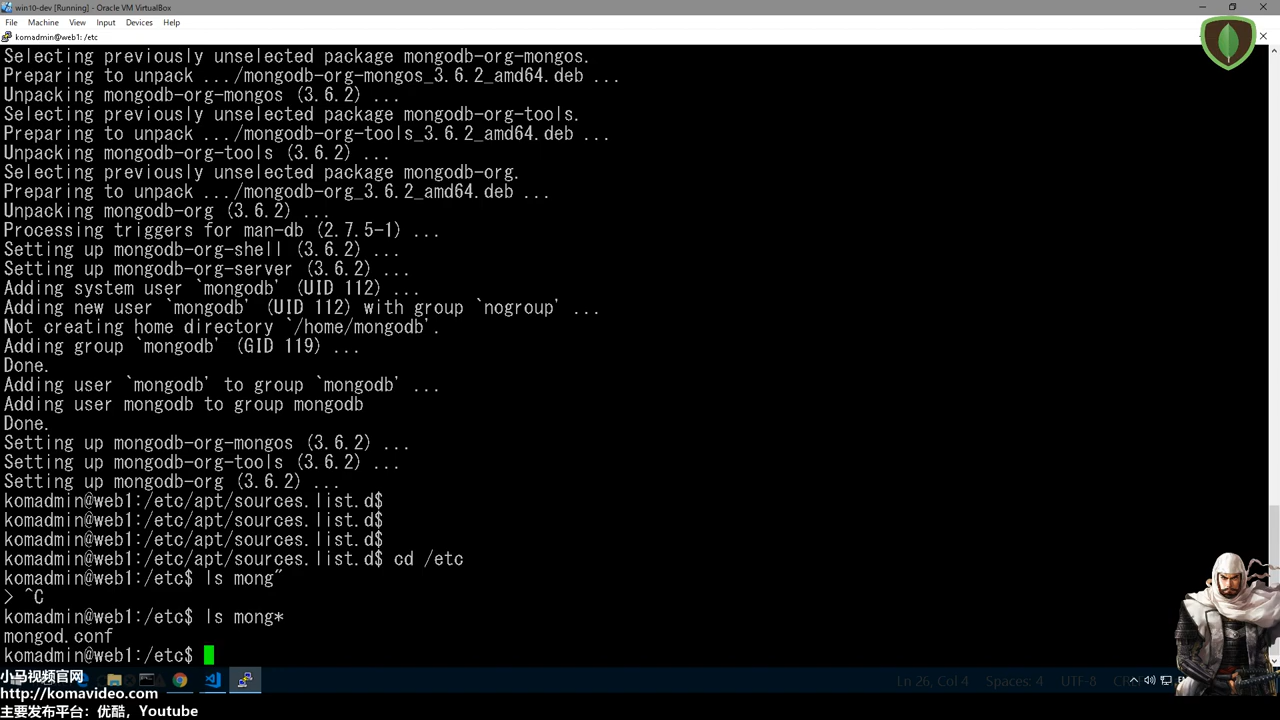 win10-dev [Running] - Oracle VM VirtualBox
File Machine View Input Devices Help
komadmin@web1: /etc
Selecting previously unselected package mongodb-org-mongos.
Preparing to unpack .../mongodb-org-mongos_3.6.2_amd64.deb ...
Unpacking mongodb-org-mongos (3.6.2) ...
Selecting previously unselected package mongodb-org-tools.
Preparing to unpack .../mongodb-org-tools_3.6.2_amd64.deb ...
Unpacking mongodb-org-tools (3.6.2) ...
Selecting previously unselected package mongodb-org.
Preparing to unpack .../mongodb-org_3.6.2_amd64.deb ...
Unpacking mongodb-org (3.6.2) ...
Processing triggers for man-db (2.7.5-1) ...
Setting up mongodb-org-shell (3.6.2) ...
Setting up mongodb-org-server (3.6.2) ...
Adding system user `mongodb' (UID 112) ...
Adding new user `mongodb' (UID 112) with group `nogroup' ...
Not creating home directory `/home/mongodb'.
Adding group `mongodb' (GID 119) ...
Done.
Adding user `mongodb' to group `mongodb' ...
Adding user mongodb to group mongodb
Done.
Setting up mongodb-org-mongos (3.6.2) ...
Setting up mongodb-org-tools (3.6.2) ...
Setting up mongodb-org (3.6.2) ...
komadmin@web1:/etc/apt/sources.list.d$
komadmin@web1:/etc/apt/sources.list.d$
komadmin@web1:/etc/apt/sources.list.d$
komadmin@web1:/etc/apt/sources.list.d$ cd /etc
komadmin@web1:/etc$ ls mong"
> ^C
komadmin@web1:/etc$ ls mong*
mongod.conf
komadmin@web1:/etc$
小马视频官网
http://komavideo.com
主要发布平台：优酷，Youtube
Ln 26, Col 4 Spaces: 4 UTF-8